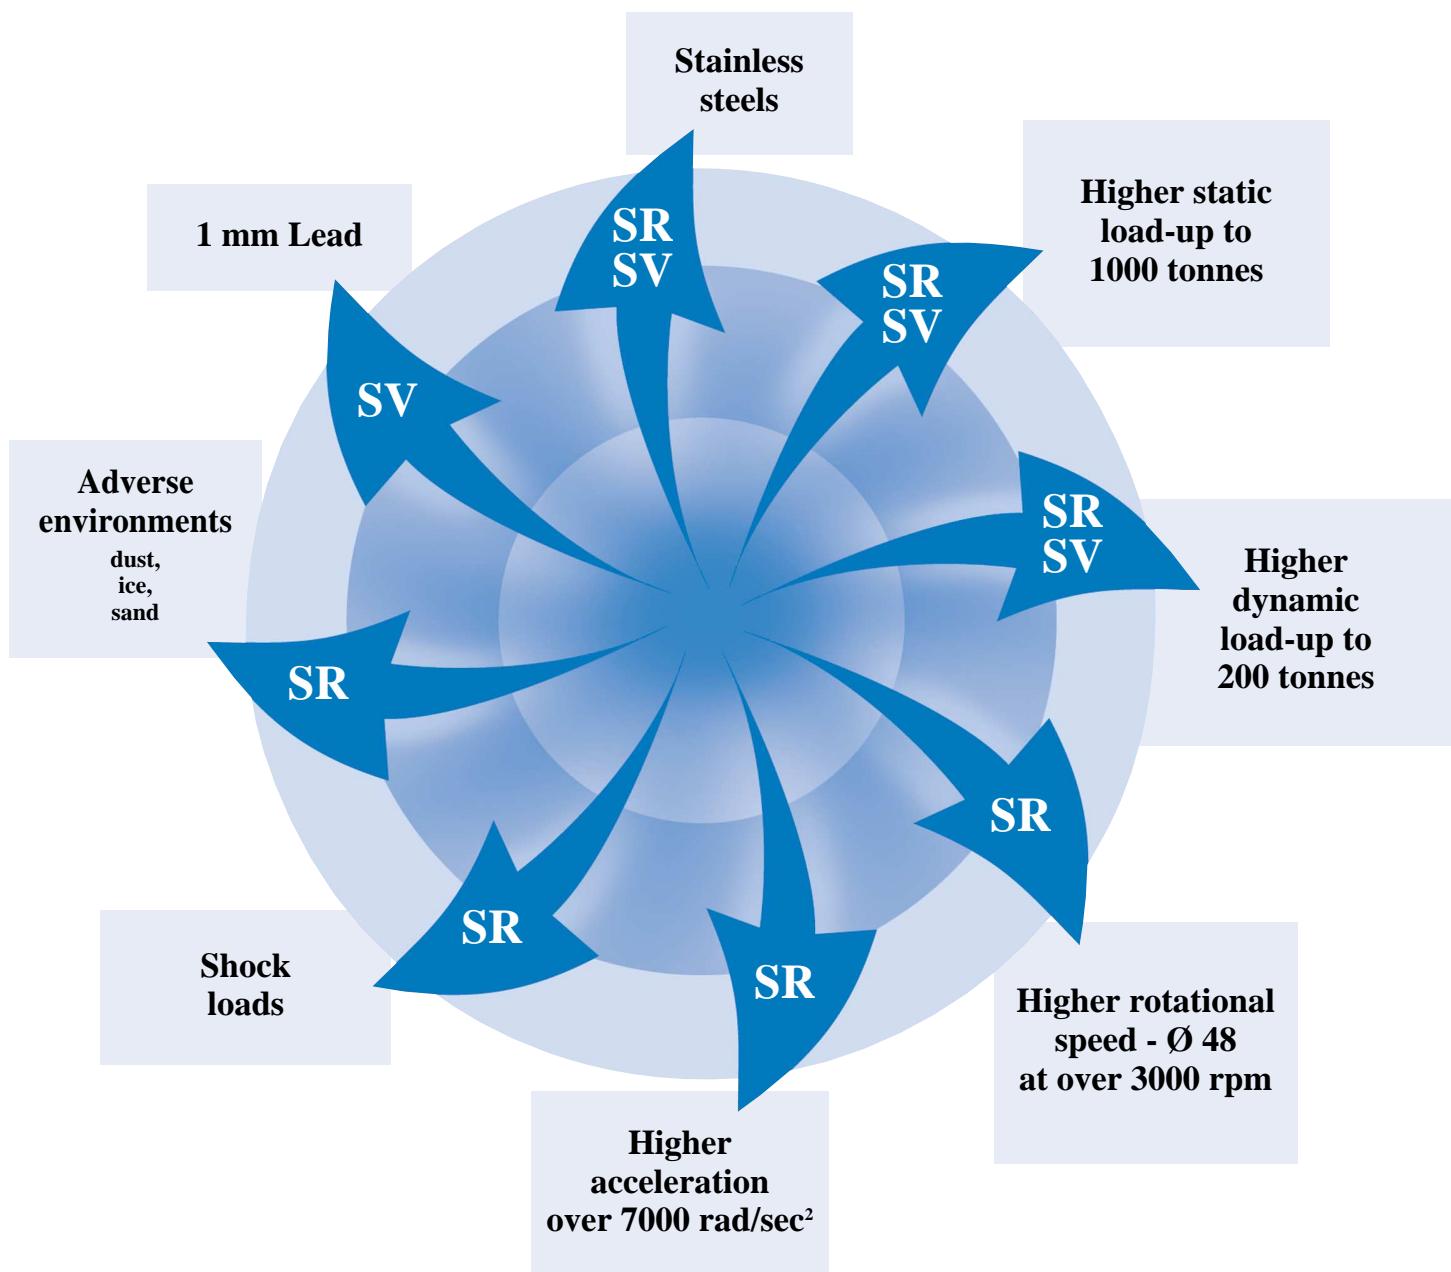 Stainless
steels
SR
SV
Higher static
load-up to
1000 tonnes
SR
SV
Higher
dynamic
load-up to
200 tonnes
SR
SV
Higher rotational
speed - Ø 48
at over 3000 rpm
SR
Higher
acceleration
over 7000 rad/sec²
SR
Shock
loads
SR
Adverse
environments
dust,
ice,
sand
SR
1 mm Lead
SV